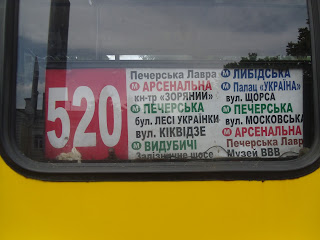 520
Печерська Лавра
М АРСЕНАЛЬНА
кн-тр «ЗОРЯНИЙ»
М ПЕЧЕРСЬКА
бул. ЛЕСІ УКРАЇНКИ
вул. КІКВІДЗЕ
М ВИДУБИЧІ
Залізничне шосе
М ЛИБІДСЬКА
М Палац «УКРАЇНА»
вул. ЩОРСА
М ПЕЧЕРСЬКА
вул. МОСКОВСЬКА
М АРСЕНАЛЬНА
Печерська Лавра
Музей ВВВ